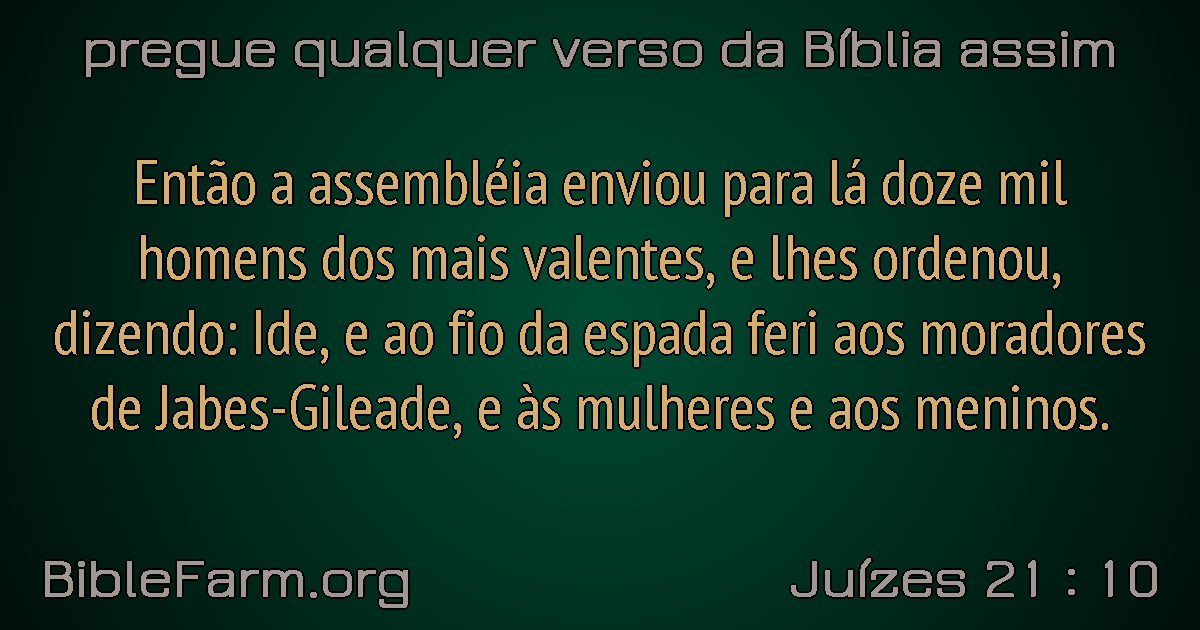 pregue qualquer verso da Bíblia assim
Então a assembléia enviou para lá doze mil
homens dos mais valentes, e lhes ordenou,
dizendo: Ide, e ao fio da espada feri aos moradores
de Jabes-Gileade, e às mulheres e aos meninos.
BibleFarm.org
Juízes 21 : 10